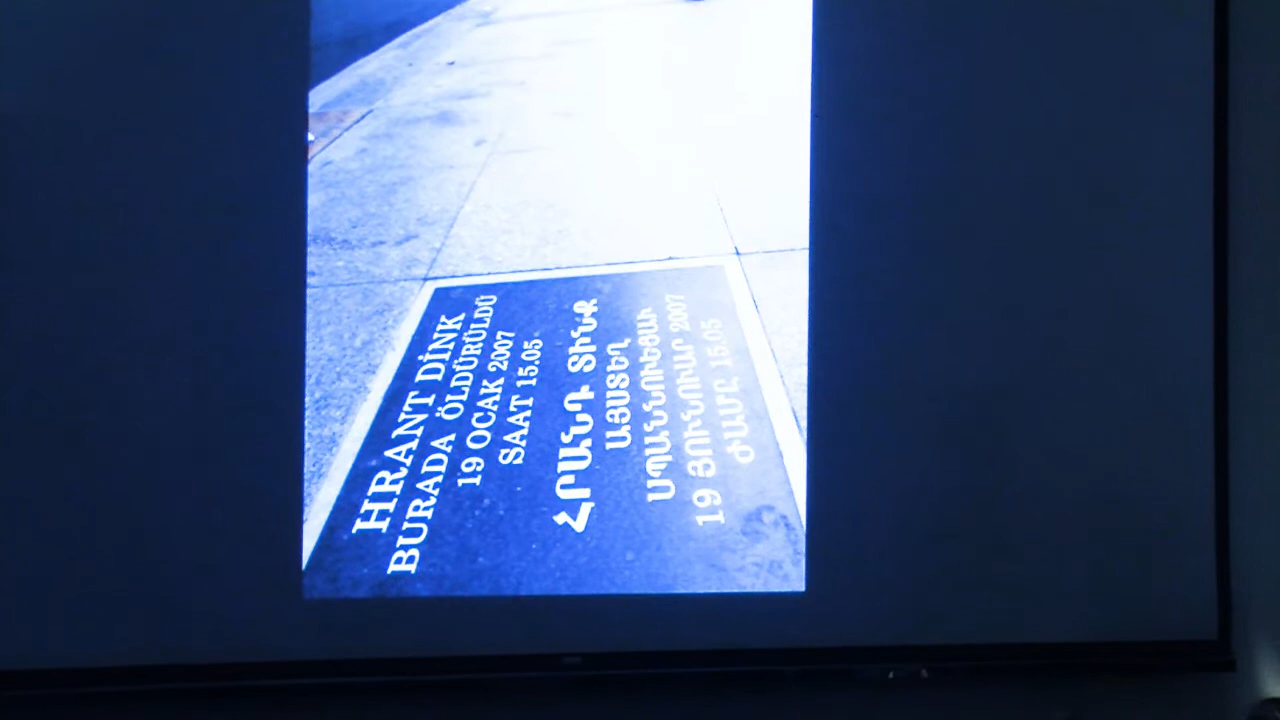 HRANT DİNK
BURADA ÖLDÜRÜLDÜ
19 OCAK 2007
SAAT 15.05
ՀՐԱՆԴ ՏԻՆՔ
ԱՅՍՏԵՂ
ՍՊԱՆՆՈՒԵՑԱՒ
19 ՅՈՒՆՈՒԱՐ 2007
ԺԱՄԸ 15.05